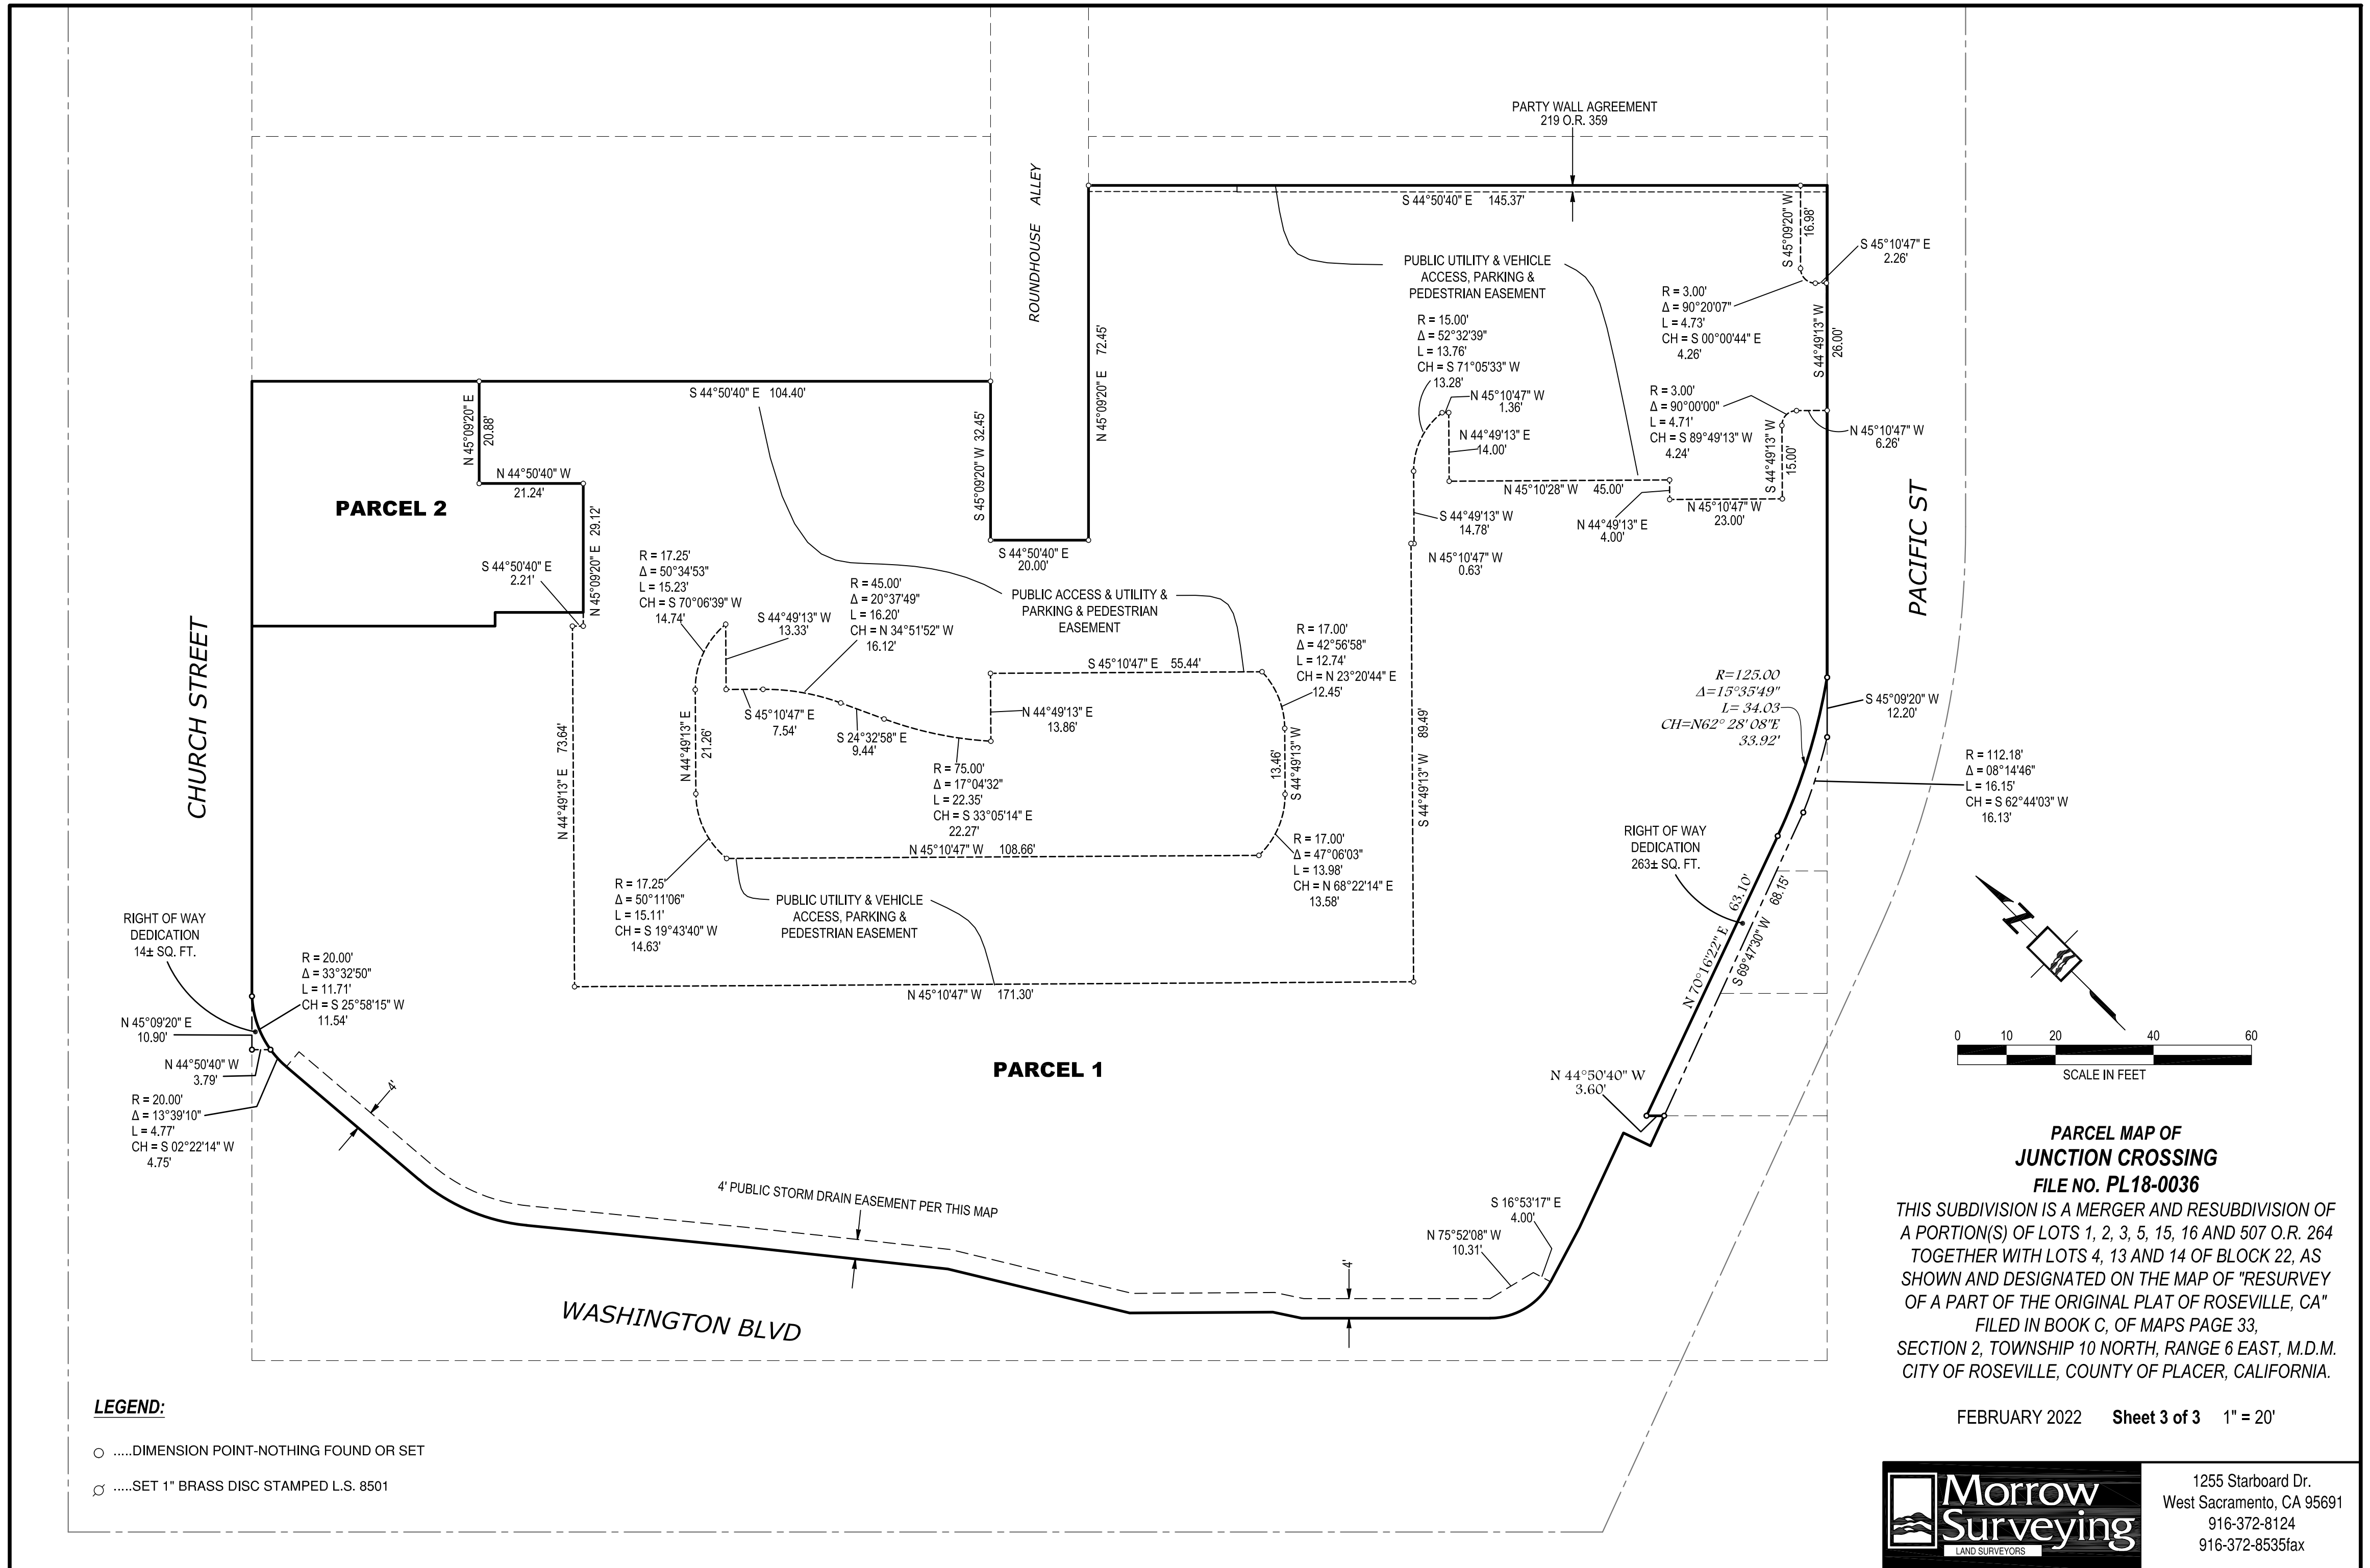 PARTY WALL AGREEMENT
219 O.R. 359
ROUNDHOUSE ALLEY
S 44°50'40" E 145.37'
S 45°09'20" W
16.98'
S 45°10'47" E
2.26'
PUBLIC UTILITY & VEHICLE
ACCESS, PARKING &
PEDESTRIAN EASEMENT
R = 3.00'
Δ = 90°20'07"
L = 4.73'
CH = S 00°00'44" E
4.26'
S 44°49'13" W
26.00'
N 45°09'20" E 72.45'
R = 15.00'
Δ = 52°32'39"
L = 13.76'
CH = S 71°05'33" W
13.28'
N 45°10'47" W
1.36'
N 44°49'13" E
14.00'
R = 3.00'
Δ = 90°00'00"
L = 4.71'
CH = S 89°49'13" W
4.24'
S 44°49'13" W
15.00'
N 45°10'47" W
6.26'
S 44°50'40" E 104.40'
N 45°09'20" E
20.88'
S 45°09'20" W 32.45'
N 44°50'40" W
21.24'
PARCEL 2
N 45°10'28" W 45.00'
N 45°10'47" W
23.00'
N 44°49'13" E
4.00'
S 44°49'13" W
14.78'
N 45°10'47" W
0.63'
PACIFIC ST
N 45°09'20" E 29.12'
S 44°50'40" E
2.21'
S 44°50'40" E
20.00'
R = 17.25'
Δ = 50°34'53"
L = 15.23'
CH = S 70°06'39" W
14.74'
R = 45.00'
Δ = 20°37'49"
L = 16.20'
CH = N 34°51'52" W
16.12'
S 44°49'13" W
13.33'
PUBLIC ACCESS & UTILITY &
PARKING & PEDESTRIAN
EASEMENT
CHURCH STREET
R = 17.00'
Δ = 42°56'58"
L = 12.74'
CH = N 23°20'44" E
12.45'
S 45°10'47" E 55.44'
R=125.00
Δ=15°35'49"
L= 34.03
CH=N62° 28' 08"E
33.92'
S 45°09'20" W
12.20'
S 45°10'47" E
7.54'
S 24°32'58" E
9.44'
N 44°49'13" E
13.86'
N 44°49'13" E
21.26'
N 44°49'13" E 73.64'
13.46'
S 44°49'13" W
S 44°49'13" W 89.49'
R = 75.00'
Δ = 17°04'32"
L = 22.35'
CH = S 33°05'14" E
22.27'
R = 112.18'
Δ = 08°14'46"
L = 16.15'
CH = S 62°44'03" W
16.13'
N 45°10'47" W 108.66'
R = 17.00'
Δ = 47°06'03"
L = 13.98'
CH = N 68°22'14" E
13.58'
RIGHT OF WAY
DEDICATION
263± SQ. FT.
R = 17.25'
Δ = 50°11'06"
L = 15.11'
CH = S 19°43'40" W
14.63'
PUBLIC UTILITY & VEHICLE
ACCESS, PARKING &
PEDESTRIAN EASEMENT
N 70°16'22" E 63.10'
S 69°47'30" W 68.15'
N
RIGHT OF WAY
DEDICATION
14± SQ. FT.
R = 20.00'
Δ = 33°32'50"
L = 11.71'
CH = S 25°58'15" W
11.54'
N 45°10'47" W 171.30'
N 45°09'20" E
10.90'
N 44°50'40" W
3.79'
R = 20.00'
Δ = 13°39'10"
L = 4.77'
CH = S 02°22'14" W
4.75'
4'
PARCEL 1
N 44°50'40" W
3.60'
0 10 20 40 60
SCALE IN FEET
4' PUBLIC STORM DRAIN EASEMENT PER THIS MAP
S 16°53'17" E
4.00'
N 75°52'08" W
10.31'
4'
WASHINGTON BLVD
PARCEL MAP OF
JUNCTION CROSSING
FILE NO. PL18-0036
THIS SUBDIVISION IS A MERGER AND RESUBDIVISION OF
A PORTION(S) OF LOTS 1, 2, 3, 5, 15, 16 AND 507 O.R. 264
TOGETHER WITH LOTS 4, 13 AND 14 OF BLOCK 22, AS
SHOWN AND DESIGNATED ON THE MAP OF "RESURVEY
OF A PART OF THE ORIGINAL PLAT OF ROSEVILLE, CA"
FILED IN BOOK C, OF MAPS PAGE 33,
SECTION 2, TOWNSHIP 10 NORTH, RANGE 6 EAST, M.D.M.
CITY OF ROSEVILLE, COUNTY OF PLACER, CALIFORNIA.
FEBRUARY 2022 Sheet 3 of 3 1" = 20'
LEGEND:
.....DIMENSION POINT-NOTHING FOUND OR SET
.....SET 1" BRASS DISC STAMPED L.S. 8501
Morrow
Surveying
LAND SURVEYORS
1255 Starboard Dr.
West Sacramento, CA 95691
916-372-8124
916-372-8535fax